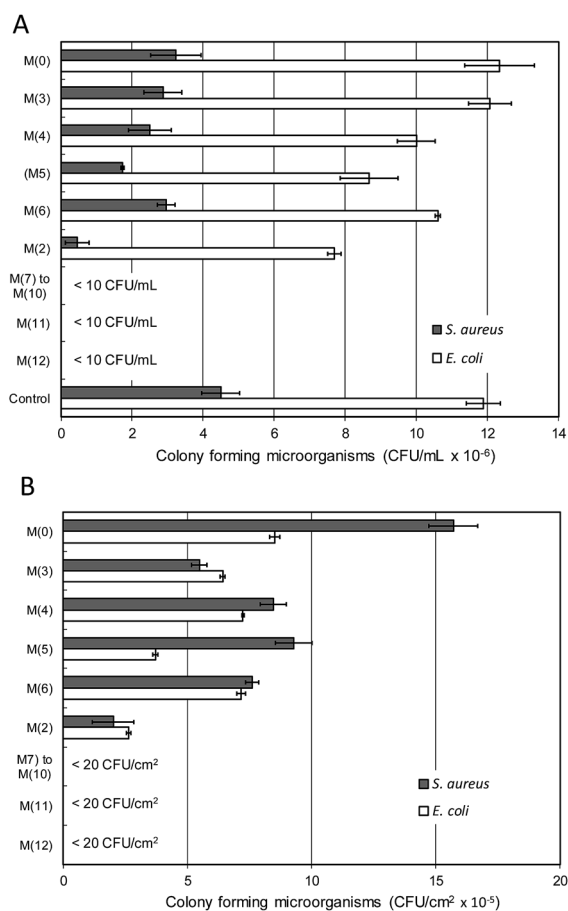 A
M(0)
M(3)
M(4)
(M5)
M(6)
M(2)
M(7) to
M(10)
< 10 CFU/mL
M(11)
< 10 CFU/mL
M(12)
< 10 CFU/mL
S. aureus
E. coli
Control
0 2 4 6 8 10 12 14
Colony forming microorganisms (CFU/mL x 10-6)
B
M(0)
M(3)
M(4)
M(5)
M(6)
M(2)
M7) to
M(10)
< 20 CFU/cm²
M(11)
< 20 CFU/cm²
M(12)
< 20 CFU/cm²
S. aureus
E. coli
0 5 10 15 20
Colony forming microorganisms (CFU/cm² x 10-5)